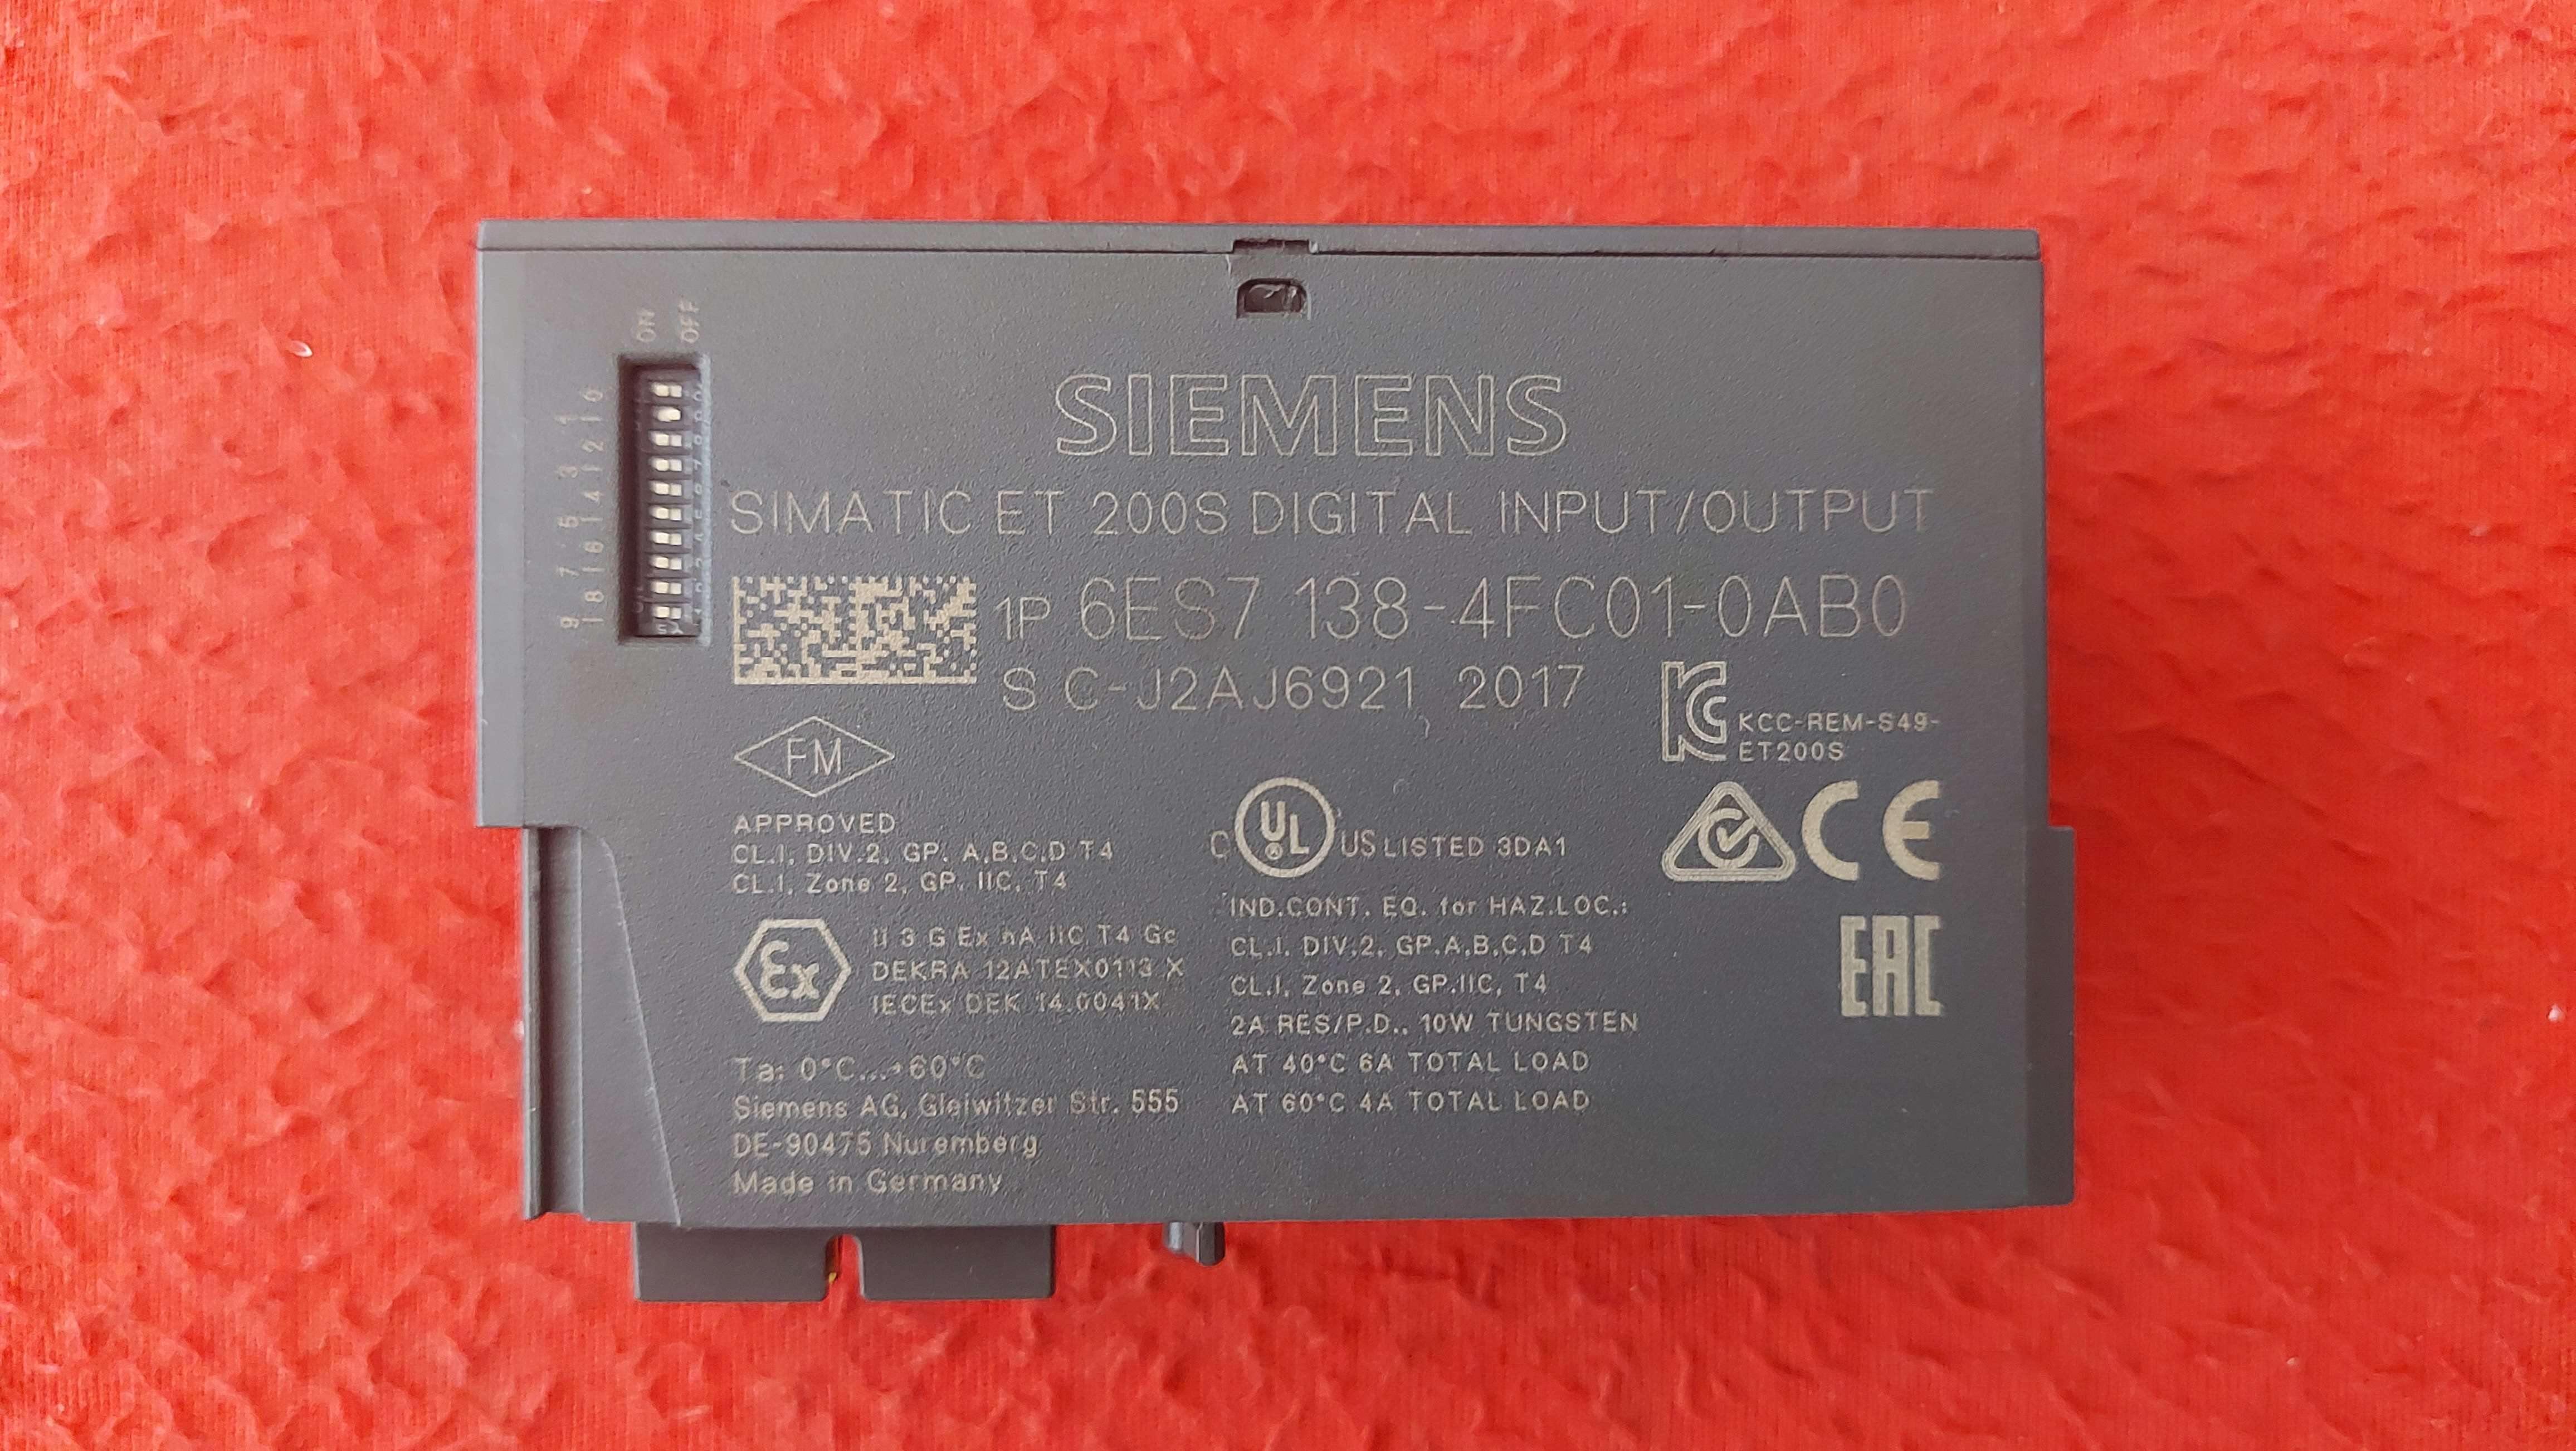 ON
OFF
9 7 5 3 1
8 6 4 2 0
SIEMENS
SIMATIC ET 200S DIGITAL INPUT/OUTPUT
1P 6ES7 138-4FC01-0AB0
S C-J2AJ6921 2017
KCC-REM-S49-
ET200S
FM
APPROVED
CL.I, DIV.2, GP. A,B,C,D T4
CL.I, Zone 2, GP. IIC, T4
C UL US LISTED 3DA1
CE
IND.CONT. EQ. for HAZ.LOC.:
CL.I, DIV.2, GP.A,B,C,D T4
CL.I, Zone 2, GP.IIC, T4
2A RES/P.D., 10W TUNGSTEN
AT 40°C 6A TOTAL LOAD
AT 60°C 4A TOTAL LOAD
EAC
Ex
II 3 G Ex nA IIC T4 Gc
DEKRA 12ATEX0113 X
IECEx DEK 14.0041X
Ta: 0°C...+60°C
Siemens AG, Gleiwitzer Str. 555
DE-90475 Nuremberg
Made in Germany